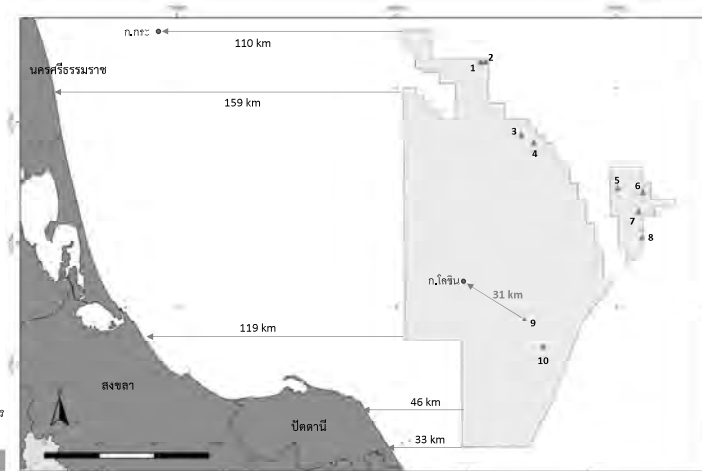 ก.กระ
110 km
นครศรีธรรมราช
159 km
1
2
3
4
5
6
7
8
ก.โลซิน
31 km
9
10
119 km
สงขลา
46 km
ปัตตานี
33 km